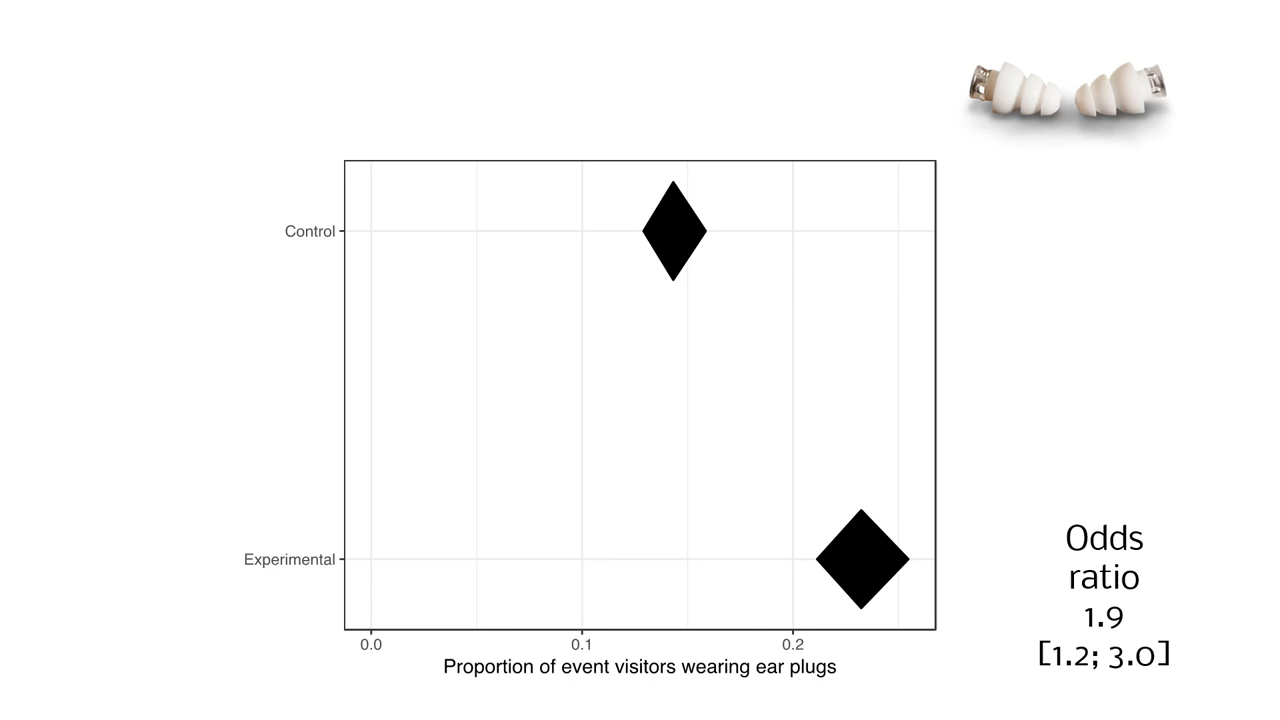 Control
Experimental
0.0
0.1
0.2
Proportion of event visitors wearing ear plugs
Odds
ratio
1.9
[1.2; 3.0]